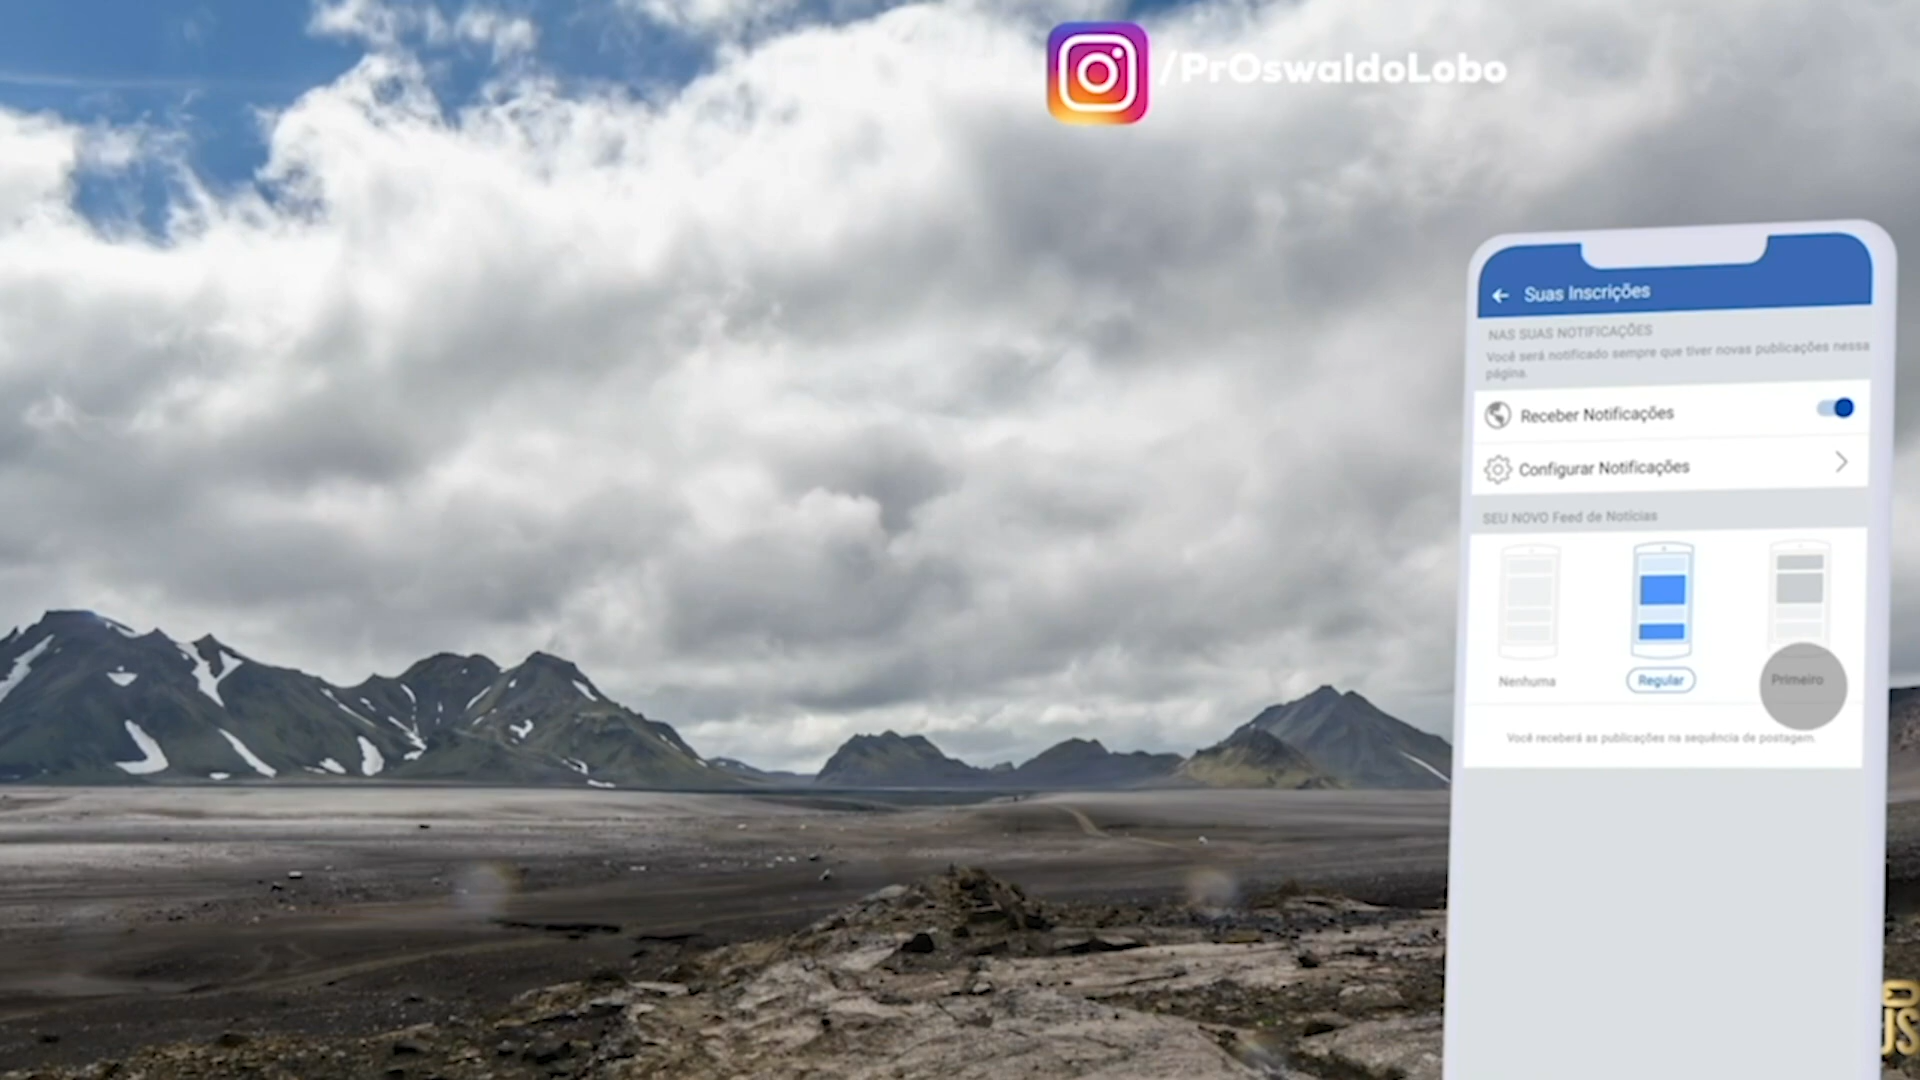 /PrOswaldoLobo
Suas Inscrições
NAS SUAS NOTIFICAÇÕES
Você será notificado sempre que tiver novas publicações nessa
página.
Receber Notificações
Configurar Notificações
SEU NOVO Feed de Notícias
Nenhuma
Regular
Primeiro
Você receberá as publicações na sequência de postagem.